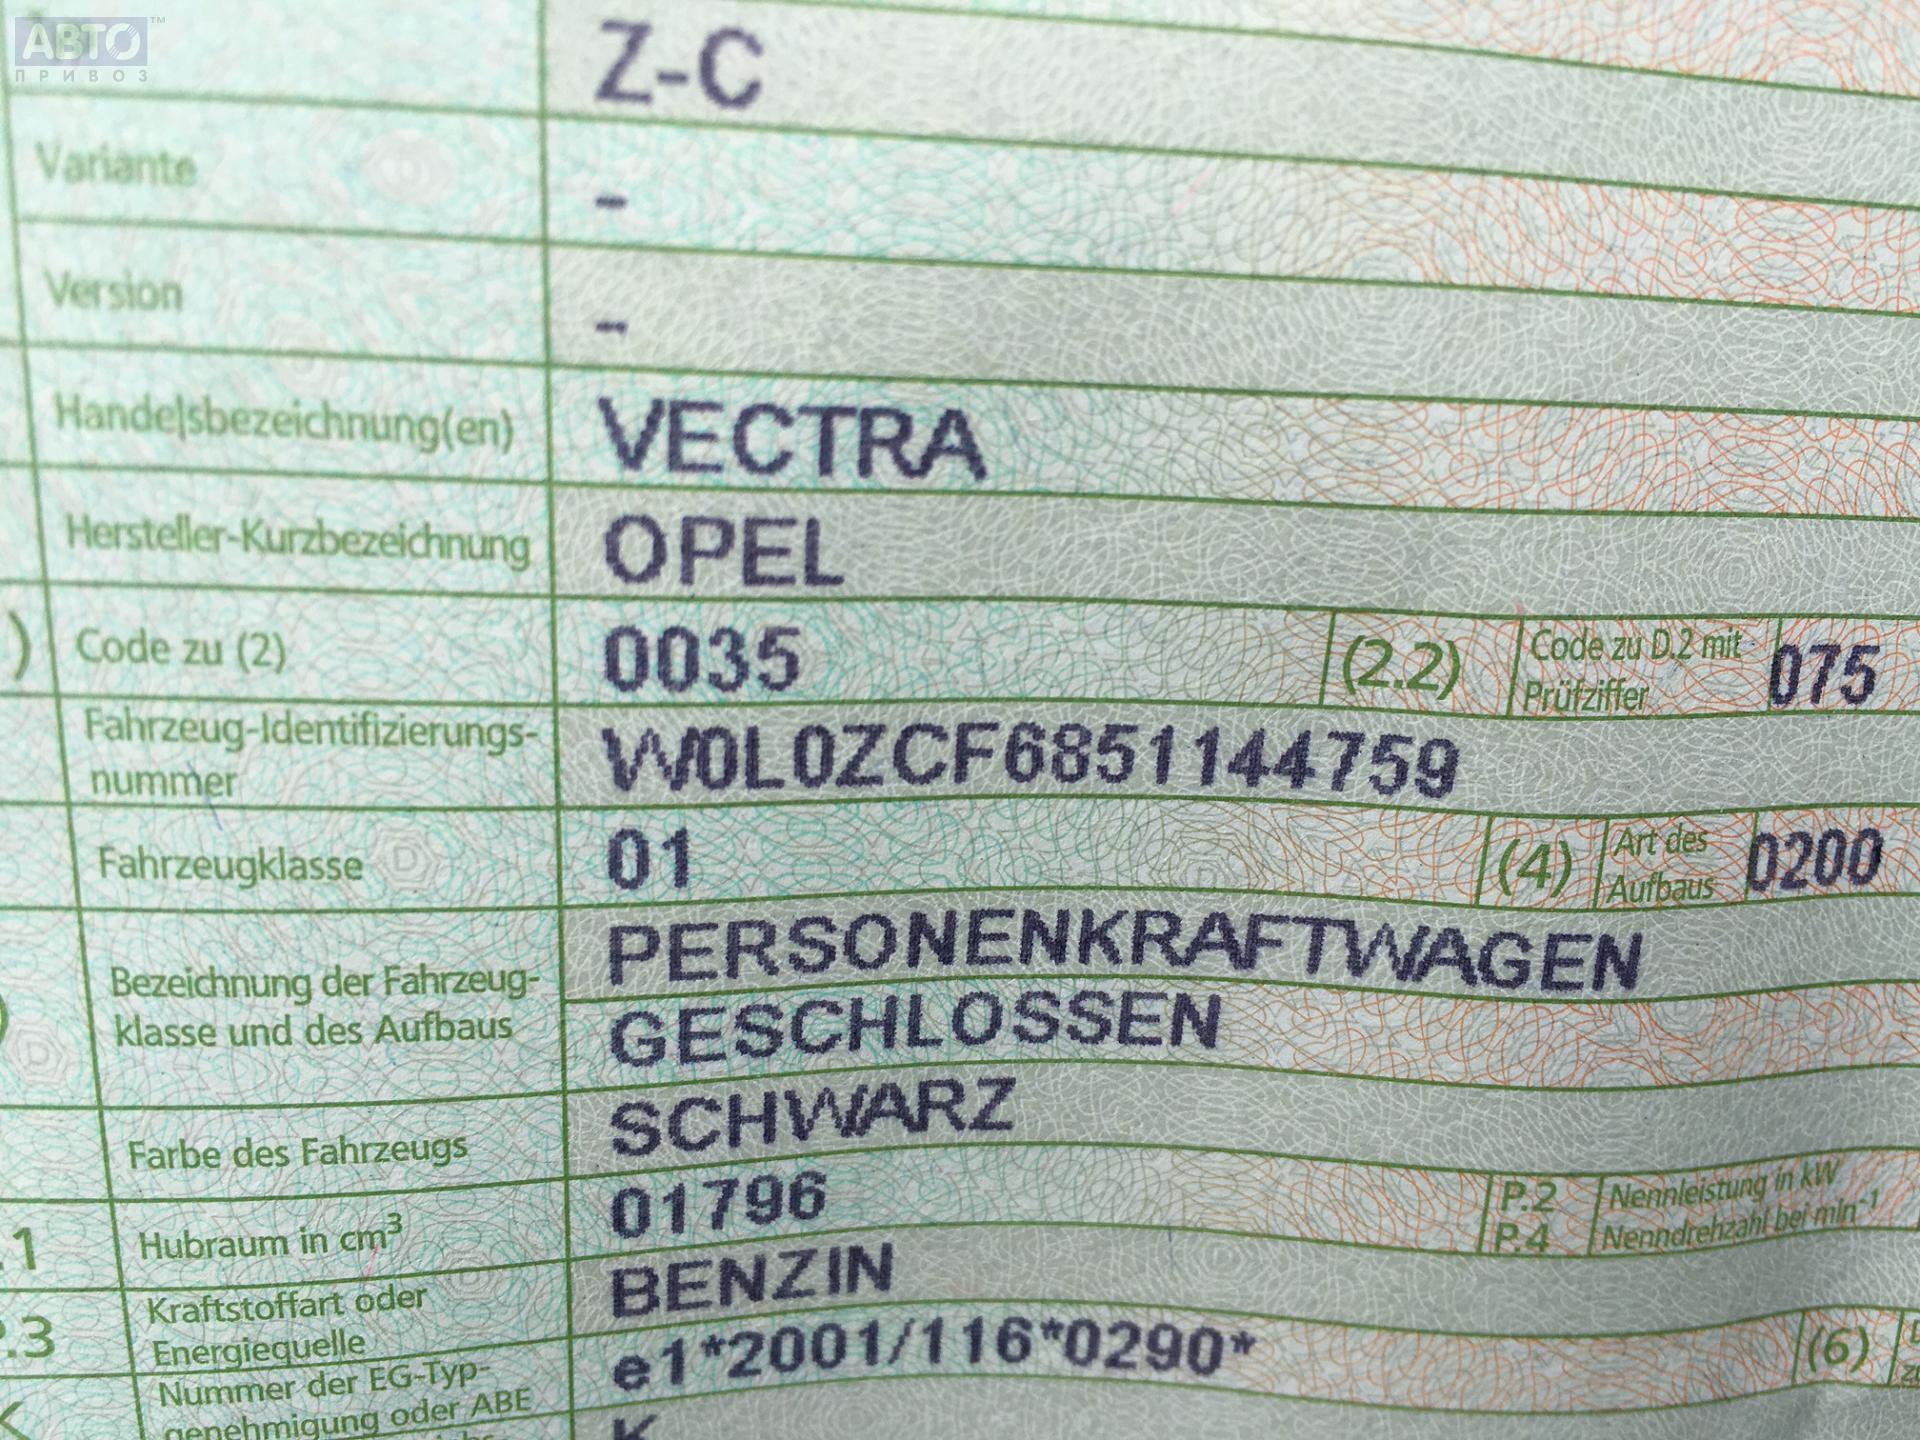 АВТО™
ПРИВОЗ
Z-C
Variante -
Version -
Handelsbezeichnung(en) VECTRA
Hersteller-Kurzbezeichnung OPEL
) Code zu (2) 0035 (2.2) Code zu D.2 mit Prüfziffer 075
Fahrzeug-Identifizierungs-
nummer W0L0ZCF6851144759
Fahrzeugklasse 01 (4) Art des Aufbaus 0200
Bezeichnung der Fahrzeug- PERSONENKRAFTWAGEN
) klasse und des Aufbaus GESCHLOSSEN
Farbe des Fahrzeugs SCHWARZ
.1 Hubraum in cm³ 01796 P.2 Nennleistung in kW
P.4 Nenndrehzahl bei min⁻¹
.3 Kraftstoffart oder BENZIN
Energiequelle
K Nummer der EG-Typ- e1*2001/116*0290* (6)
genehmigung oder ABE K